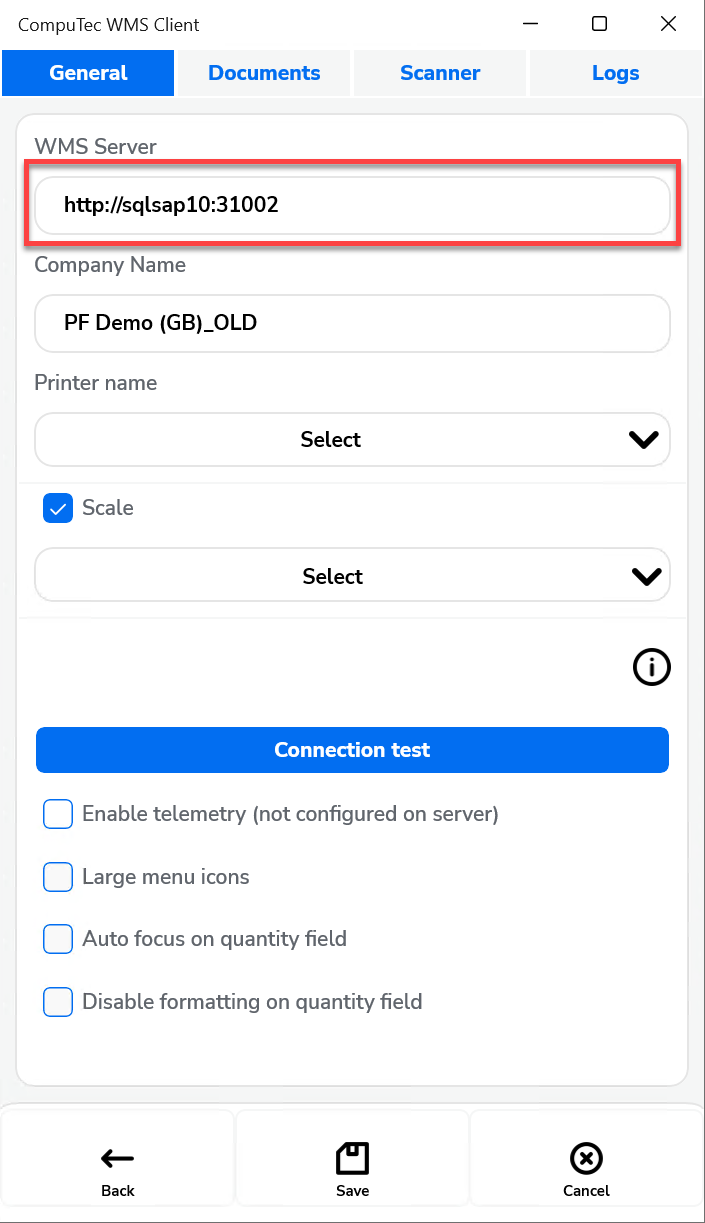 CompuTec WMS Client
General Documents Scanner Logs
WMS Server
http://sqlsap10:31002
Company Name
PF Demo (GB)_OLD
Printer name
Select
Scale
Select
Connection test
Enable telemetry (not configured on server)
Large menu icons
Auto focus on quantity field
Disable formatting on quantity field
Back Save Cancel